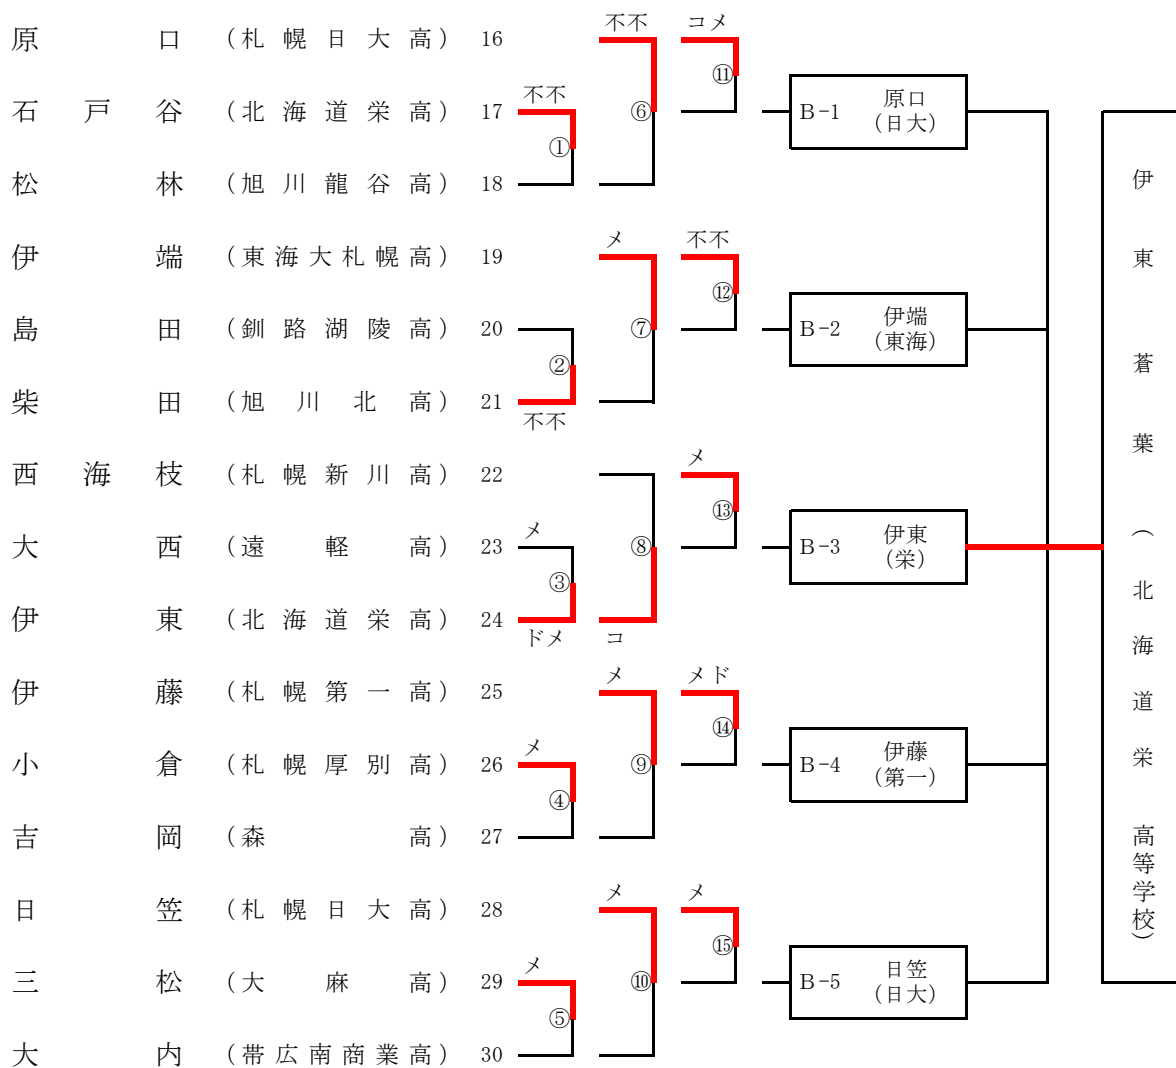 不不 コメ
原口 (札幌日大高) 16
⑪
不不
石戸谷 (北海道栄高) 17
⑥
B-1 原口
(日大)
①
松林 (旭川龍谷高) 18
メ 不不
伊端 (東海大札幌高) 19
⑫
島田 (釧路湖陵高) 20
⑦
B-2 伊端
(東海)
②
柴田 (旭川北高) 21
不不
メ
西海枝 (札幌新川高) 22
⑬
メ
大西 (遠軽高) 23
⑧
B-3 伊東
(栄)
③
伊東 (北海道栄高) 24
ドメ コ
メ メド
伊藤 (札幌第一高) 25
⑭
メ
小倉 (札幌厚別高) 26
⑨
B-4 伊藤
(第一)
④
吉岡 (森高) 27
メ メ
日笠 (札幌日大高) 28
⑮
メ
三松 (大麻高) 29
⑩
B-5 日笠
(日大)
⑤
大内 (帯広南商業高) 30
伊東蒼葉(北海道栄高等学校)